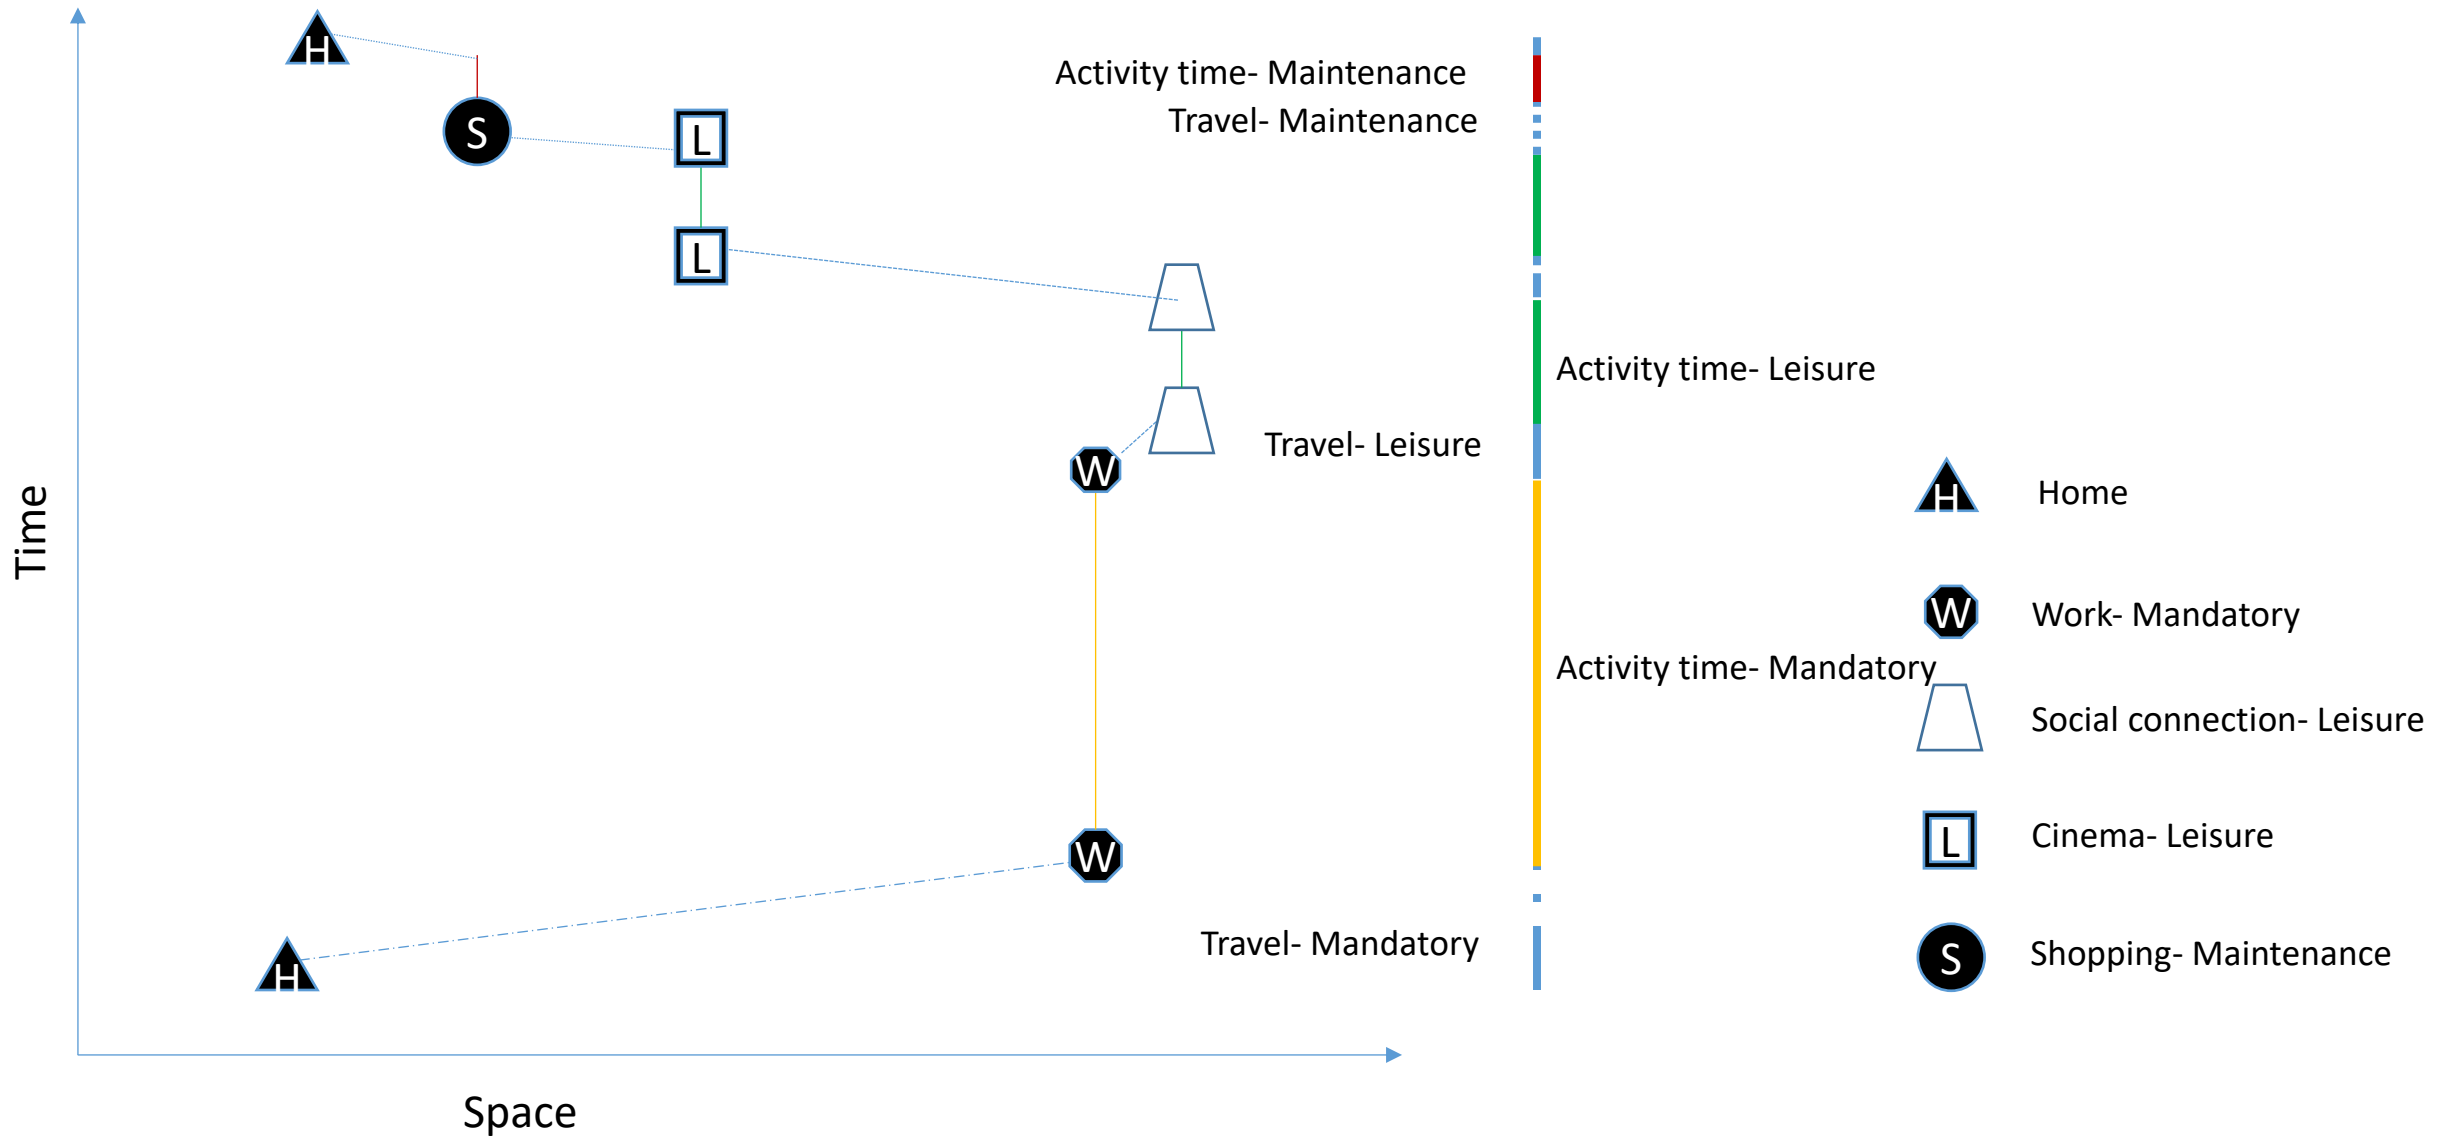 H
Activity time- Maintenance
S
L
Travel- Maintenance
L
Activity time- Leisure
Travel- Leisure
W
H
Home
Time
W
Work- Mandatory
Activity time- Mandatory
Social connection- Leisure
L
Cinema- Leisure
W
Travel- Mandatory
H
S
Shopping- Maintenance
Space